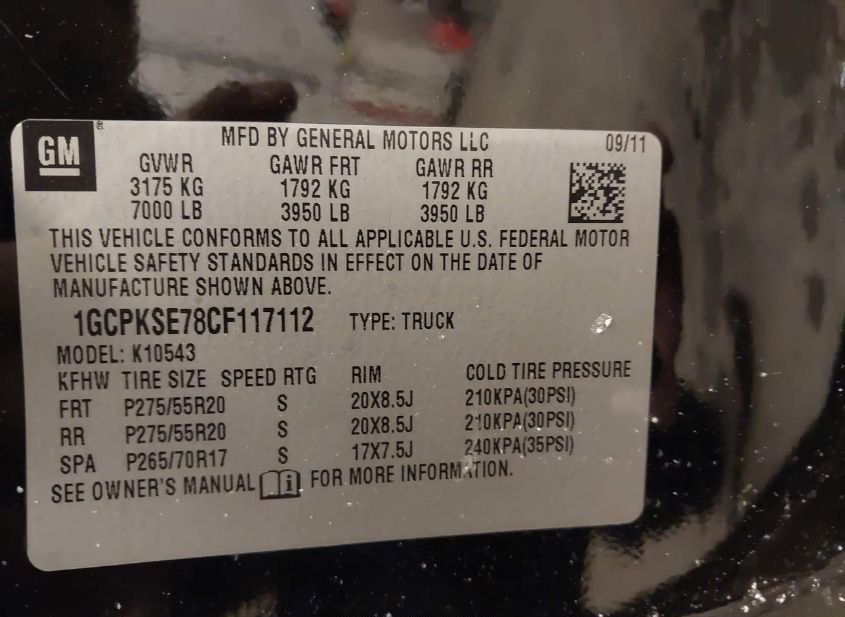 GM®
MFD BY GENERAL MOTORS LLC 09/11
GVWR GAWR FRT GAWR RR
3175 KG 1792 KG 1792 KG
7000 LB 3950 LB 3950 LB
THIS VEHICLE CONFORMS TO ALL APPLICABLE U.S. FEDERAL MOTOR
VEHICLE SAFETY STANDARDS IN EFFECT ON THE DATE OF
MANUFACTURE SHOWN ABOVE.
1GCPKSE78CF117112 TYPE: TRUCK
MODEL: K10543
KFHW TIRE SIZE SPEED RTG RIM COLD TIRE PRESSURE
FRT P275/55R20 S 20X8.5J 210KPA(30PSI)
RR P275/55R20 S 20X8.5J 210KPA(30PSI)
SPA P265/70R17 S 17X7.5J 240KPA(35PSI)
SEE OWNER'S MANUAL i FOR MORE INFORMATION.